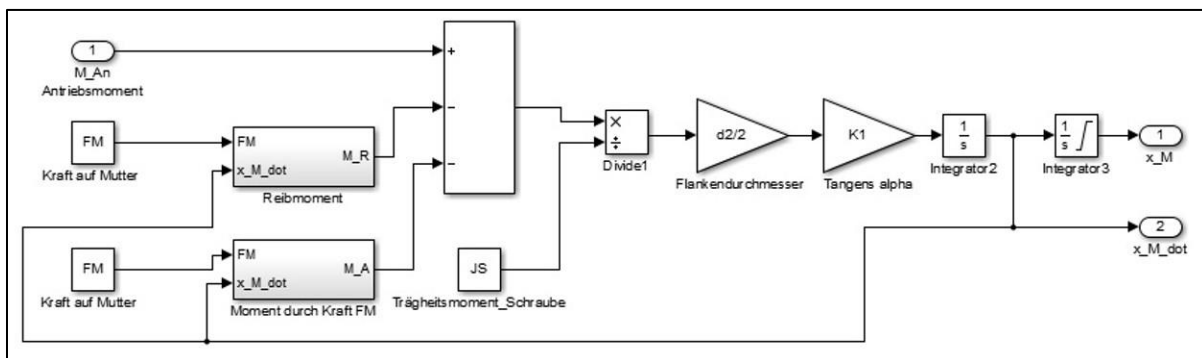 1
M_An
Antriebsmoment
FM
Kraft auf Mutter
FM
x_M_dot
M_R
Reibmoment
FM
Kraft auf Mutter
FM
x_M_dot
M_A
Moment durch Kraft FM
+
−
−
JS
Trägheitsmoment_Schraube
×
÷
Divide1
d2/2
Flankendurchmesser
K1
Tangens alpha
1
s
Integrator2
1
s
Integrator3
1
x_M
2
x_M_dot